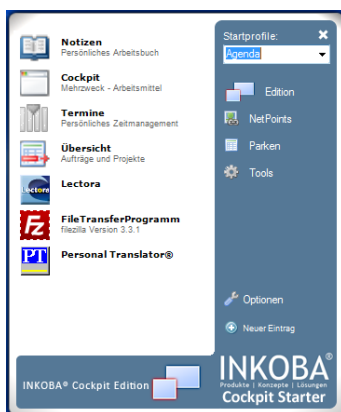 Notizen
Persönliches Arbeitsbuch
Cockpit
Mehrzweck - Arbeitsmittel
Termine
Persönliches Zeitmanagement
Übersicht
Aufträge und Projekte
Lectora
Lectora
FileTransferProgramm
filezilla Version 3.3.1
Fz
PT
Personal Translator®
INKOBA® Cockpit Edition
Startprofile:
Agenda
Edition
NetPoints
Parken
Tools
Optionen
Neuer Eintrag
INKOBA®
Produkte | Konzepte | Lösungen
Cockpit Starter